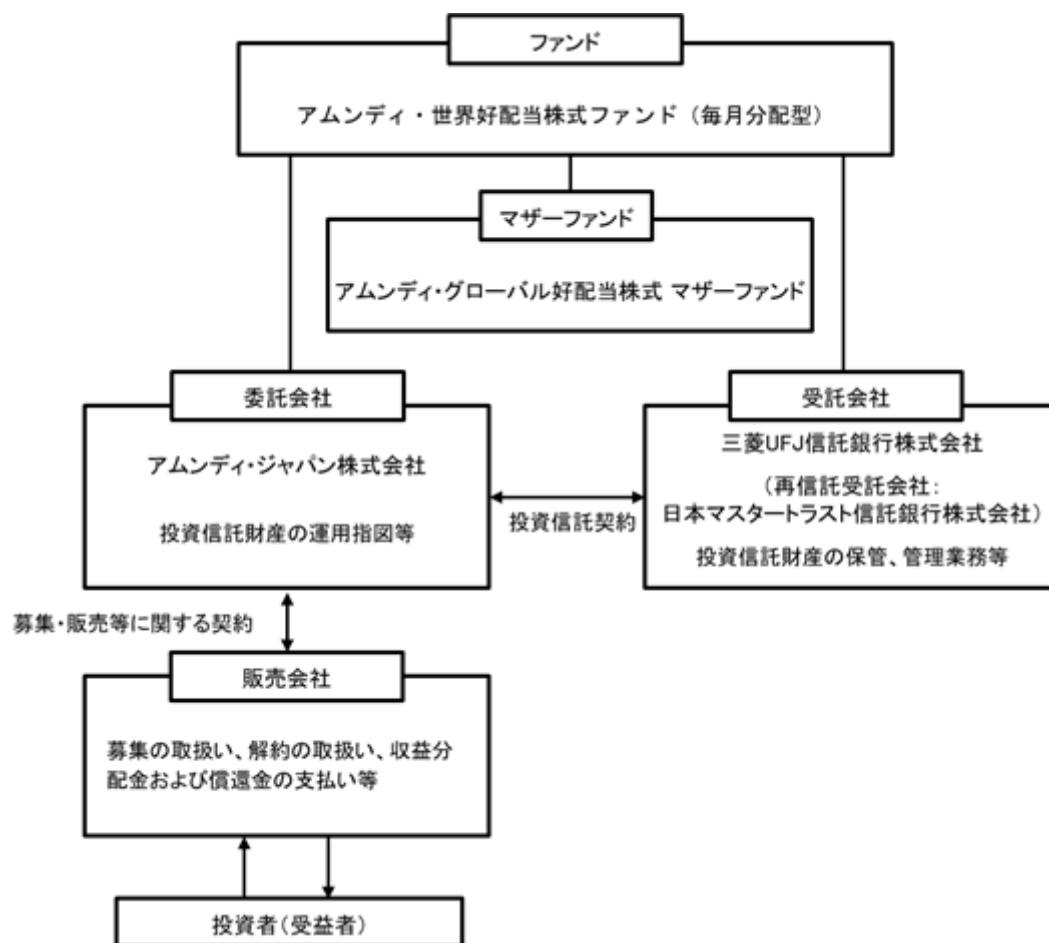 ファンド
アムンディ・世界好配当株式ファンド（毎月分配型）
マザーファンド
アムンディ・グローバル好配当株式 マザーファンド
委託会社
アムンディ・ジャパン株式会社
投資信託財産の運用指図等
投資信託契約
受託会社
三菱UFJ信託銀行株式会社
（再信託受託会社：
日本マスタートラスト信託銀行株式会社）
投資信託財産の保管、管理業務等
募集・販売等に関する契約
販売会社
募集の取扱い、解約の取扱い、収益分
配金および償還金の支払い等
投資者（受益者）